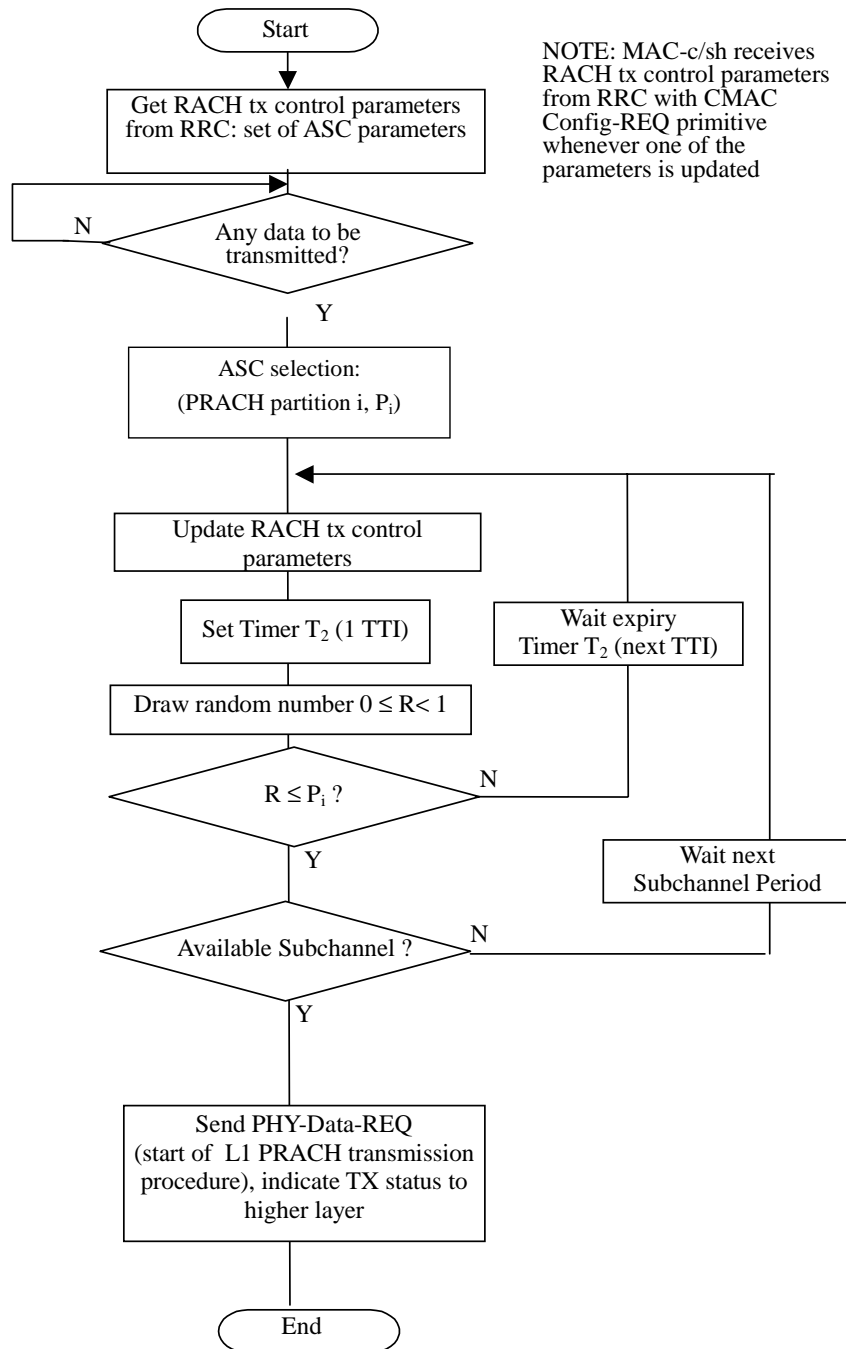 Start
NOTE: MAC-c/sh receives
RACH tx control parameters
from RRC with CMAC
Config-REQ primitive
whenever one of the
parameters is updated
Get RACH tx control parameters
from RRC: set of ASC parameters
N
Any data to be
transmitted?
Y
ASC selection:
(PRACH partition i, Pᵢ)
Update RACH tx control
parameters
Set Timer T₂ (1 TTI)
Wait expiry
Timer T₂ (next TTI)
Draw random number 0 ≤ R< 1
R ≤ Pᵢ ?
N
Y
Wait next
Subchannel Period
Available Subchannel ?
N
Y
Send PHY-Data-REQ
(start of L1 PRACH transmission
procedure), indicate TX status to
higher layer
End